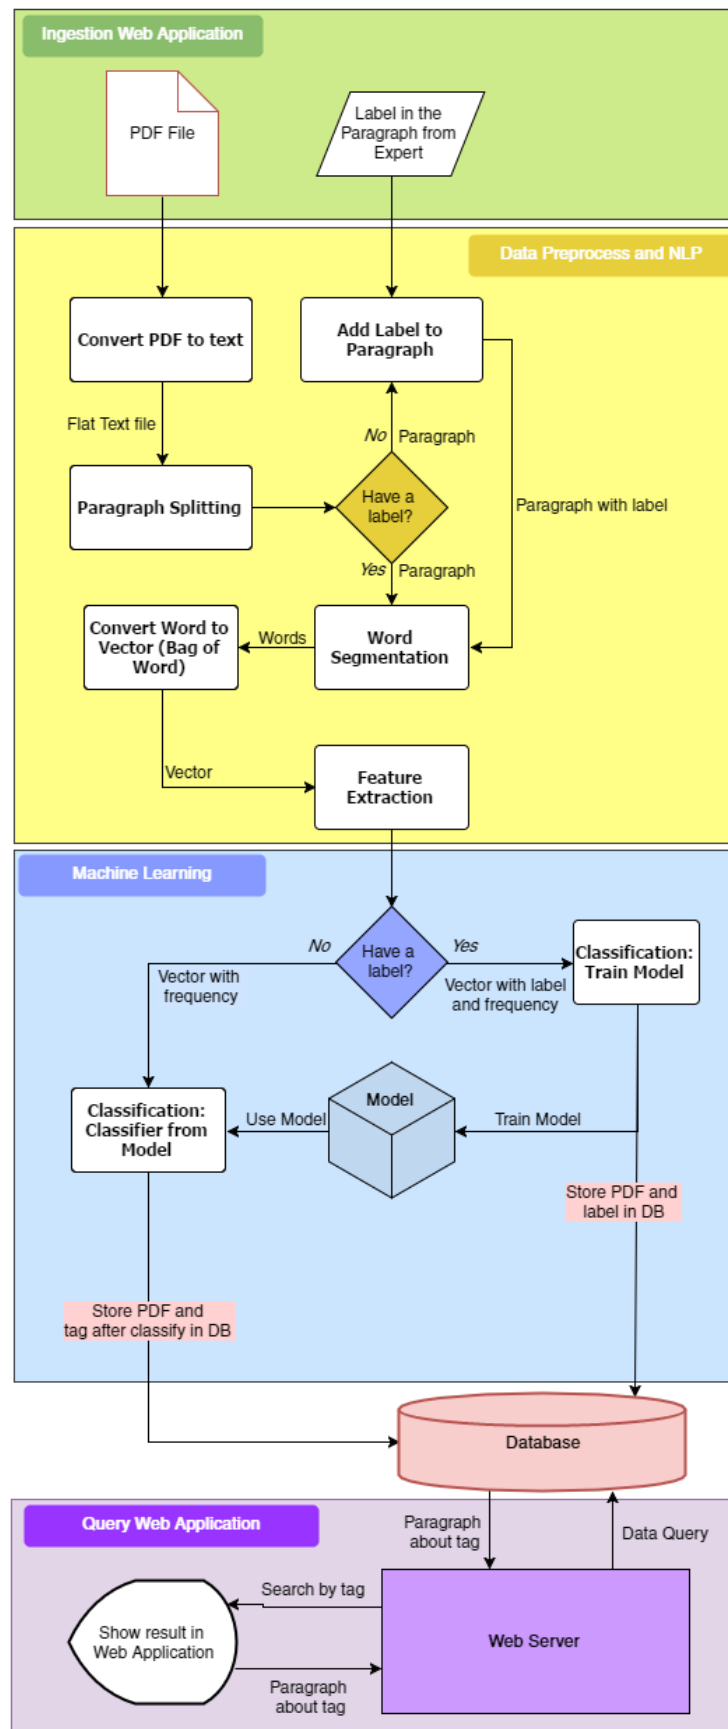 Ingestion Web Application
PDF File
Label in the
Paragraph from
Expert
Data Preprocess and NLP
Convert PDF to text
Add Label to
Paragraph
Flat Text file
No Paragraph
Paragraph Splitting
Have a
label?
Paragraph with label
Yes Paragraph
Convert Word to
Vector (Bag of
Word)
Words
Word
Segmentation
Vector
Feature
Extraction
Machine Learning
No
Have a
label?
Yes
Classification:
Train Model
Vector with
frequency
Vector with label
and frequency
Classification:
Classifier from
Model
Use Model
Model
Train Model
Store PDF and
label in DB
Store PDF and
tag after classify in DB
Database
Query Web Application
Paragraph
about tag
Data Query
Search by tag
Show result in
Web Application
Web Server
Paragraph
about tag